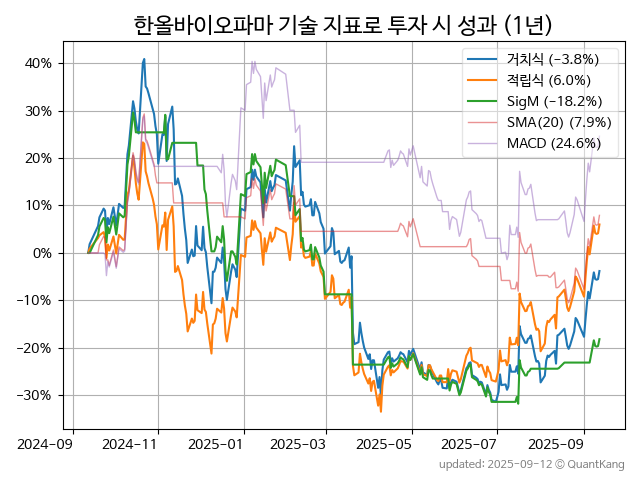 한올바이오파마 기술 지표로 투자 시 성과 (1년)
거치식 (−3.8%)
적립식 (6.0%)
SigM (−18.2%)
SMA(20) (7.9%)
MACD (24.6%)
40%
30%
20%
10%
0%
−10%
−20%
−30%
2024-09 2024-11 2025-01 2025-03 2025-05 2025-07 2025-09
updated: 2025-09-12 © QuantKang